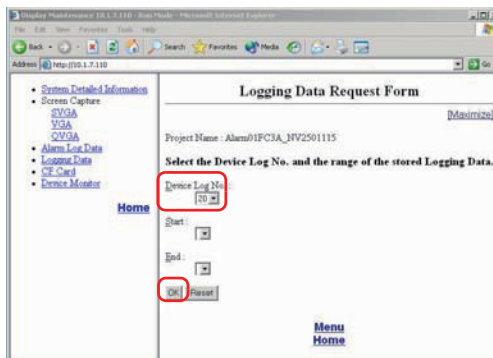 Display Maintenance 10.1.7.110 - Run Mode - Microsoft Internet Explorer
File Edit View Favorites Tools Help
Back Search Favorites Media
Address http://10.1.7.110 Go
System Detailed Information
Screen Capture
SVGA
VGA
QVGA
Alarm Log Data
Logging Data
CF Card
Device Monitor
Home
Logging Data Request Form
[Maximize]
Project Name : Alarm01FC3A_NV2501115
Select the Device Log No. and the range of the stored Logging Data.
Device Log No. :
20
Start :
End :
OK Reset
Menu
Home